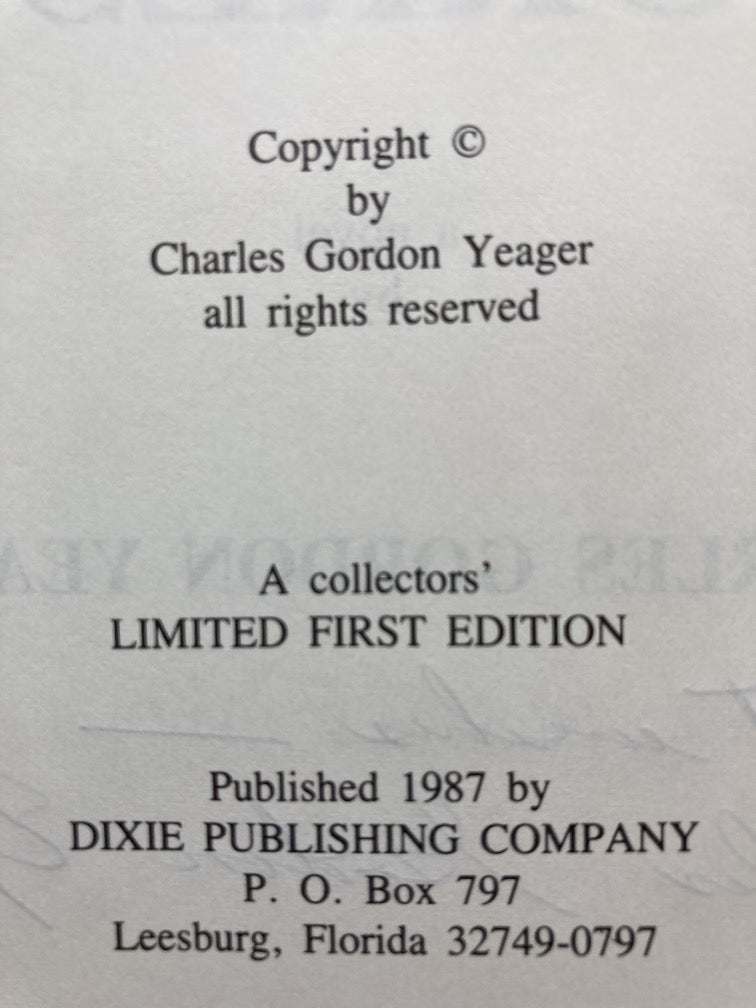 Copyright ©
by
Charles Gordon Yeager
all rights reserved
A collectors'
LIMITED FIRST EDITION
Published 1987 by
DIXIE PUBLISHING COMPANY
P. O. Box 797
Leesburg, Florida 32749-0797